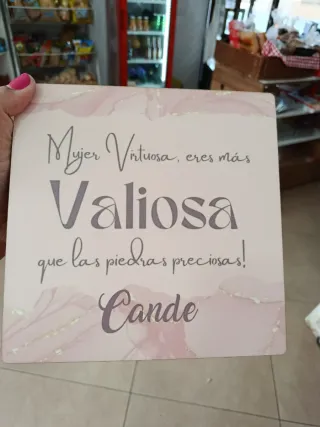 Mujer Virtuosa, eres más
Valiosa
que las piedras preciosas!
Cande